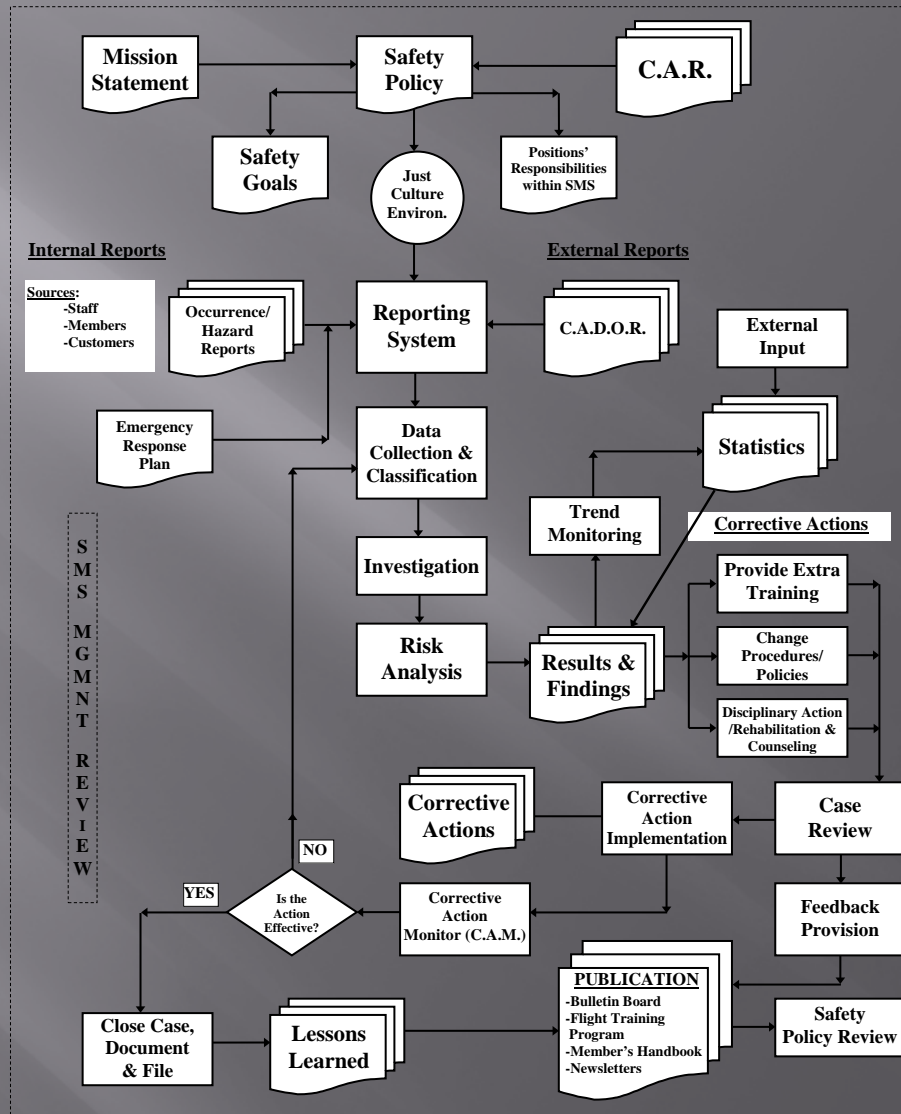 Mission
Statement
Safety
Policy
C.A.R.
Safety
Goals
Just
Culture
Environ.
Positions'
Responsibilities
within SMS
Internal Reports
External Reports
Sources:
-Staff
-Members
-Customers
Occurrence/
Hazard
Reports
Reporting
System
C.A.D.O.R.
External
Input
Emergency
Response
Plan
Data
Collection &
Classification
Statistics
Trend
Monitoring
Corrective Actions
SMS MGMNT REVIEW
Investigation
Provide Extra
Training
Risk
Analysis
Results &
Findings
Change
Procedures/
Policies
Disciplinary Action
/Rehabilitation &
Counseling
Corrective
Actions
Corrective
Action
Implementation
Case
Review
NO
YES
Is the
Action
Effective?
Corrective
Action
Monitor (C.A.M.)
Feedback
Provision
Close Case,
Document
& File
Lessons
Learned
PUBLICATION
-Bulletin Board
-Flight Training
Program
-Member's Handbook
-Newsletters
Safety
Policy Review